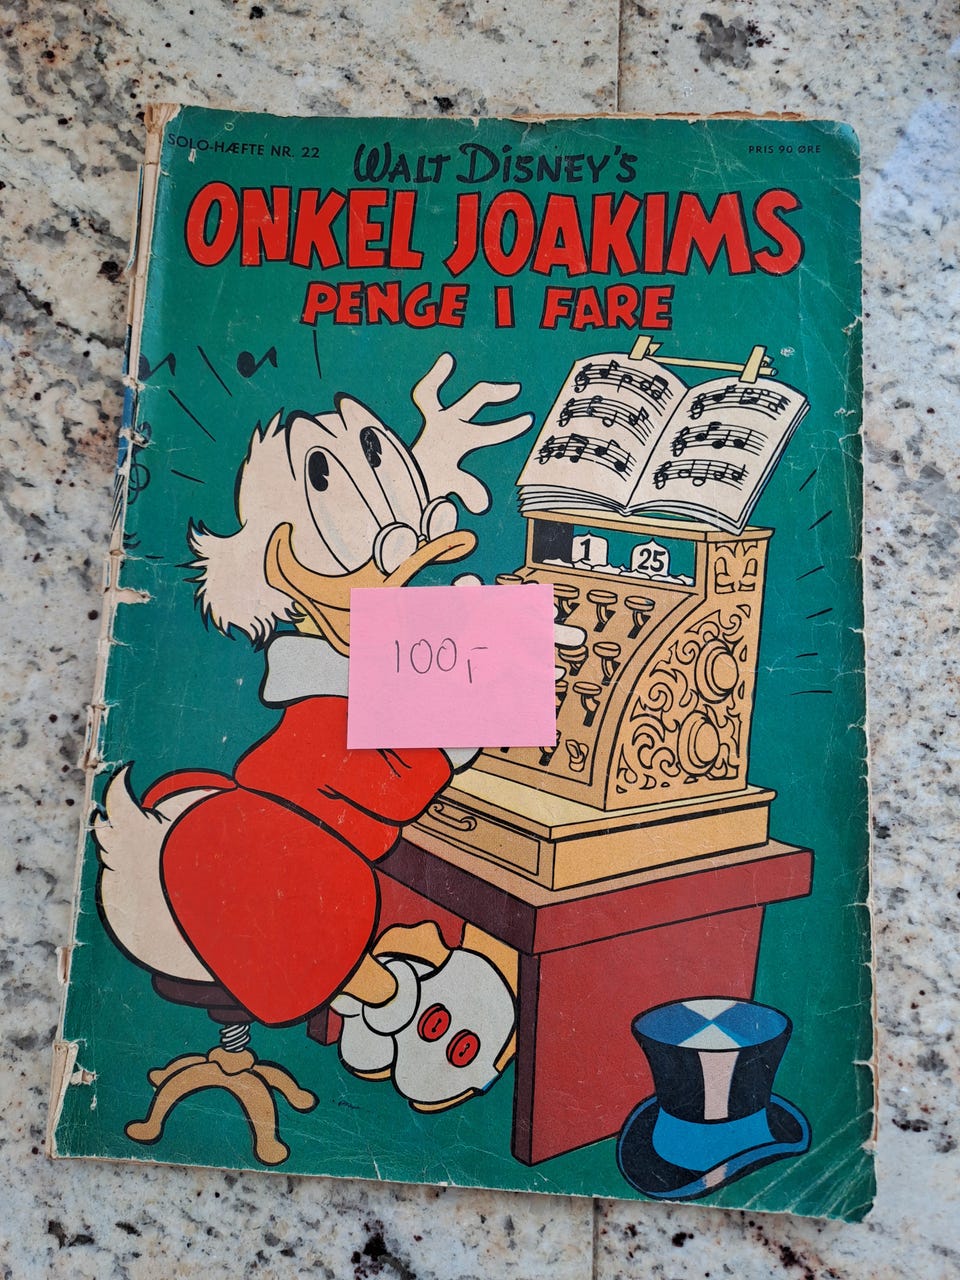 SOLO-HÆFTE NR. 22
PRIS 90 ØRE
WALT DISNEY'S
ONKEL JOAKIMS
PENGE I FARE
1 25
100,-